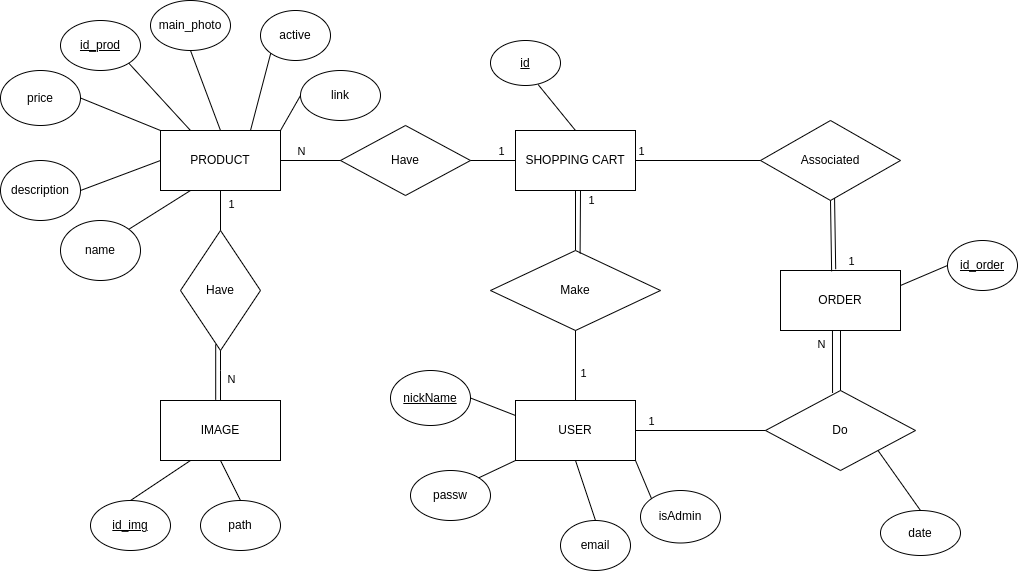 main_photo
active
id_prod
id
link
price
PRODUCT
N
Have
1
SHOPPING CART
1
Associated
description
1
1
name
1
id_order
Have
Make
ORDER
N
N
1
nickName
IMAGE
USER
1
Do
passw
isAdmin
id_img
path
email
date